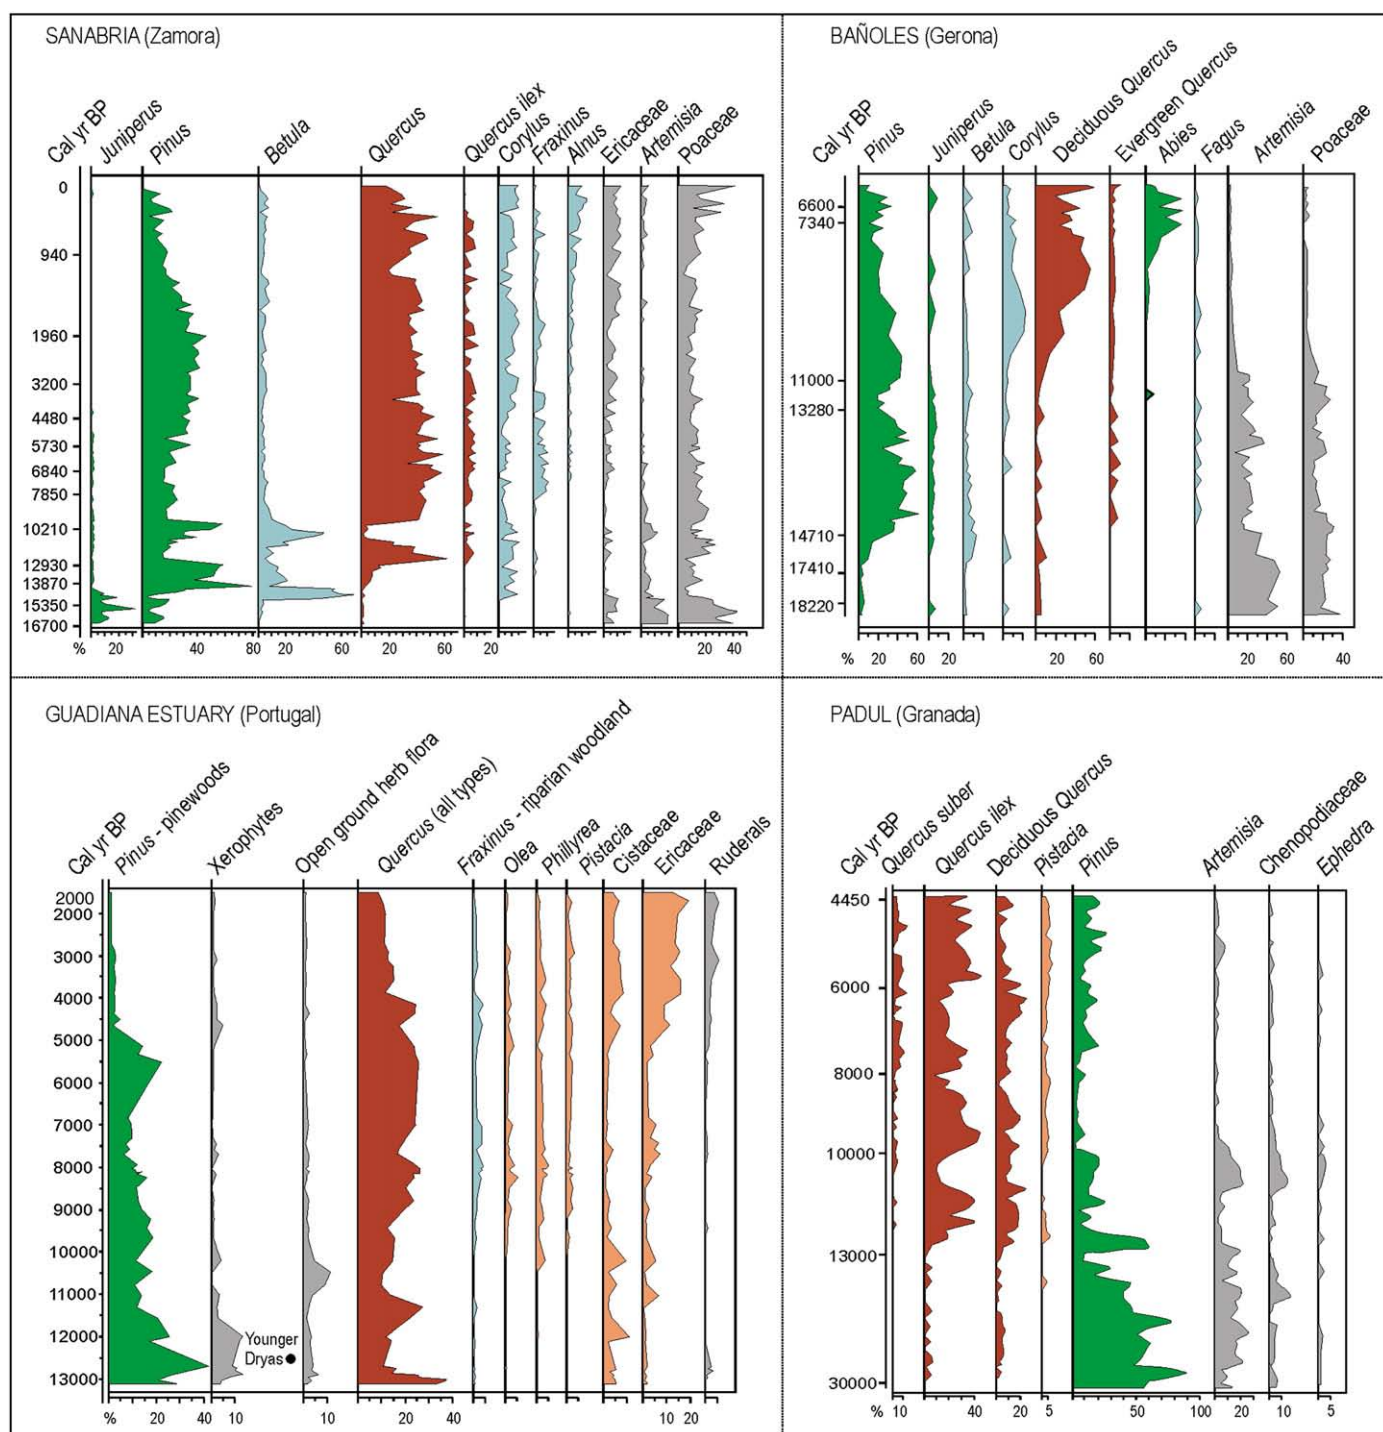 SANABRIA (Zamora)
Cal yr BP
Juniperus
Pinus
Betula
Quercus
Quercus ilex
Corylus
Fraxinus
Alnus
Ericaceae
Artemisia
Poaceae
0
940
1960
3200
4480
5730
6840
7850
10210
12930
13870
15350
16700
% 20 40 80 20 60 20 60 20 20 40
BAÑOLES (Gerona)
Cal yr BP
Pinus
Juniperus
Betula
Corylus
Deciduous Quercus
Evergreen Quercus
Abies
Fagus
Artemisia
Poaceae
6600
7340
11000
13280
14710
17410
18220
% 20 60 20 60 20 60 40
GUADIANA ESTUARY (Portugal)
Cal yr BP
Pinus - pinewoods
Xerophytes
Open ground herb flora
Quercus (all types)
Fraxinus - riparian woodland
Olea
Phillyrea
Pistacia
Cistaceae
Ericaceae
Ruderals
2000
2000
3000
4000
5000
6000
7000
8000
9000
10000
11000
12000
13000
Younger
Dryas
% 20 40 10 10 20 40 10 20
PADUL (Granada)
Cal yr BP
Quercus suber
Quercus ilex
Deciduous Quercus
Pistacia
Pinus
Artemisia
Chenopodiaceae
Ephedra
4450
6000
8000
10000
13000
30000
% 10 40 20 5 50 100 20 10 5